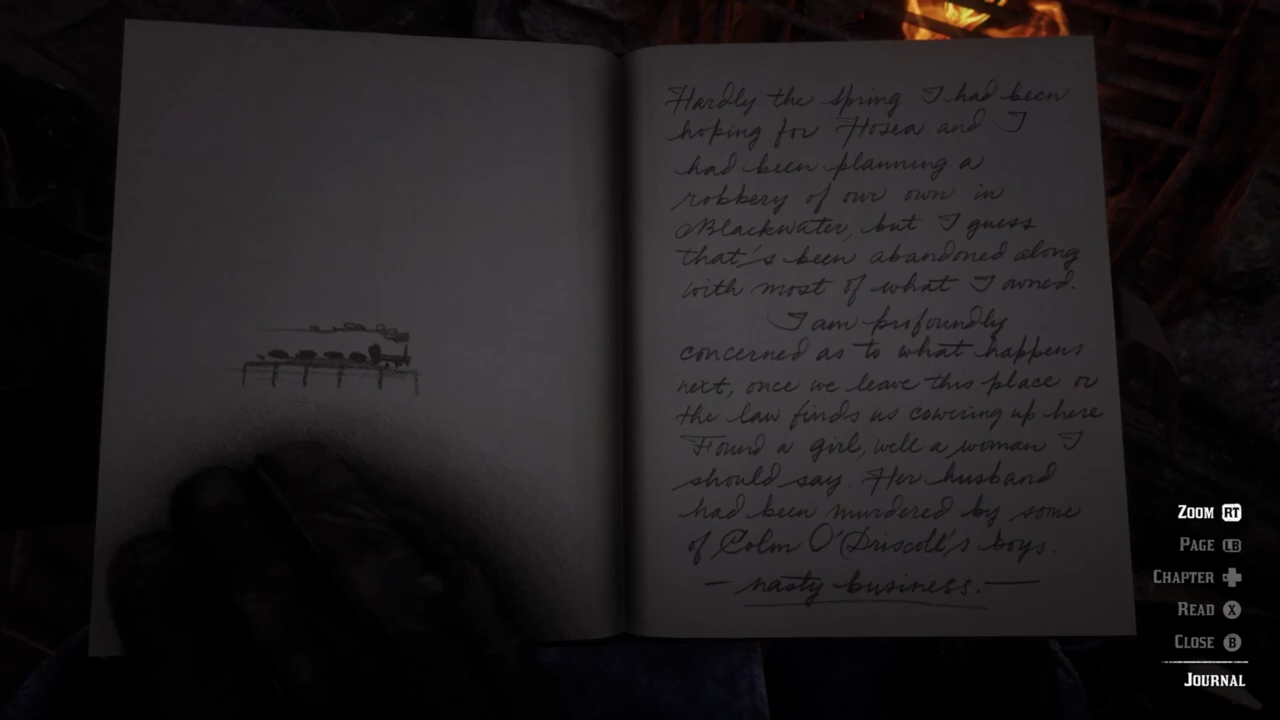 Hardly the spring I had been
hoping for Hosea and I
had been planning a
robbery of our own in
Blackwater, but I guess
that's been abandoned along
with most of what I owned.
I am profoundly
concerned as to what happens
next, once we leave this place or
the law finds us cowering up here
Found a girl, well a woman I
should say. Her husband
had been murdered by some
of Colm O'Driscoll's boys.
— nasty business. —
ZOOM RT
PAGE LB
CHAPTER
READ X
CLOSE B
JOURNAL